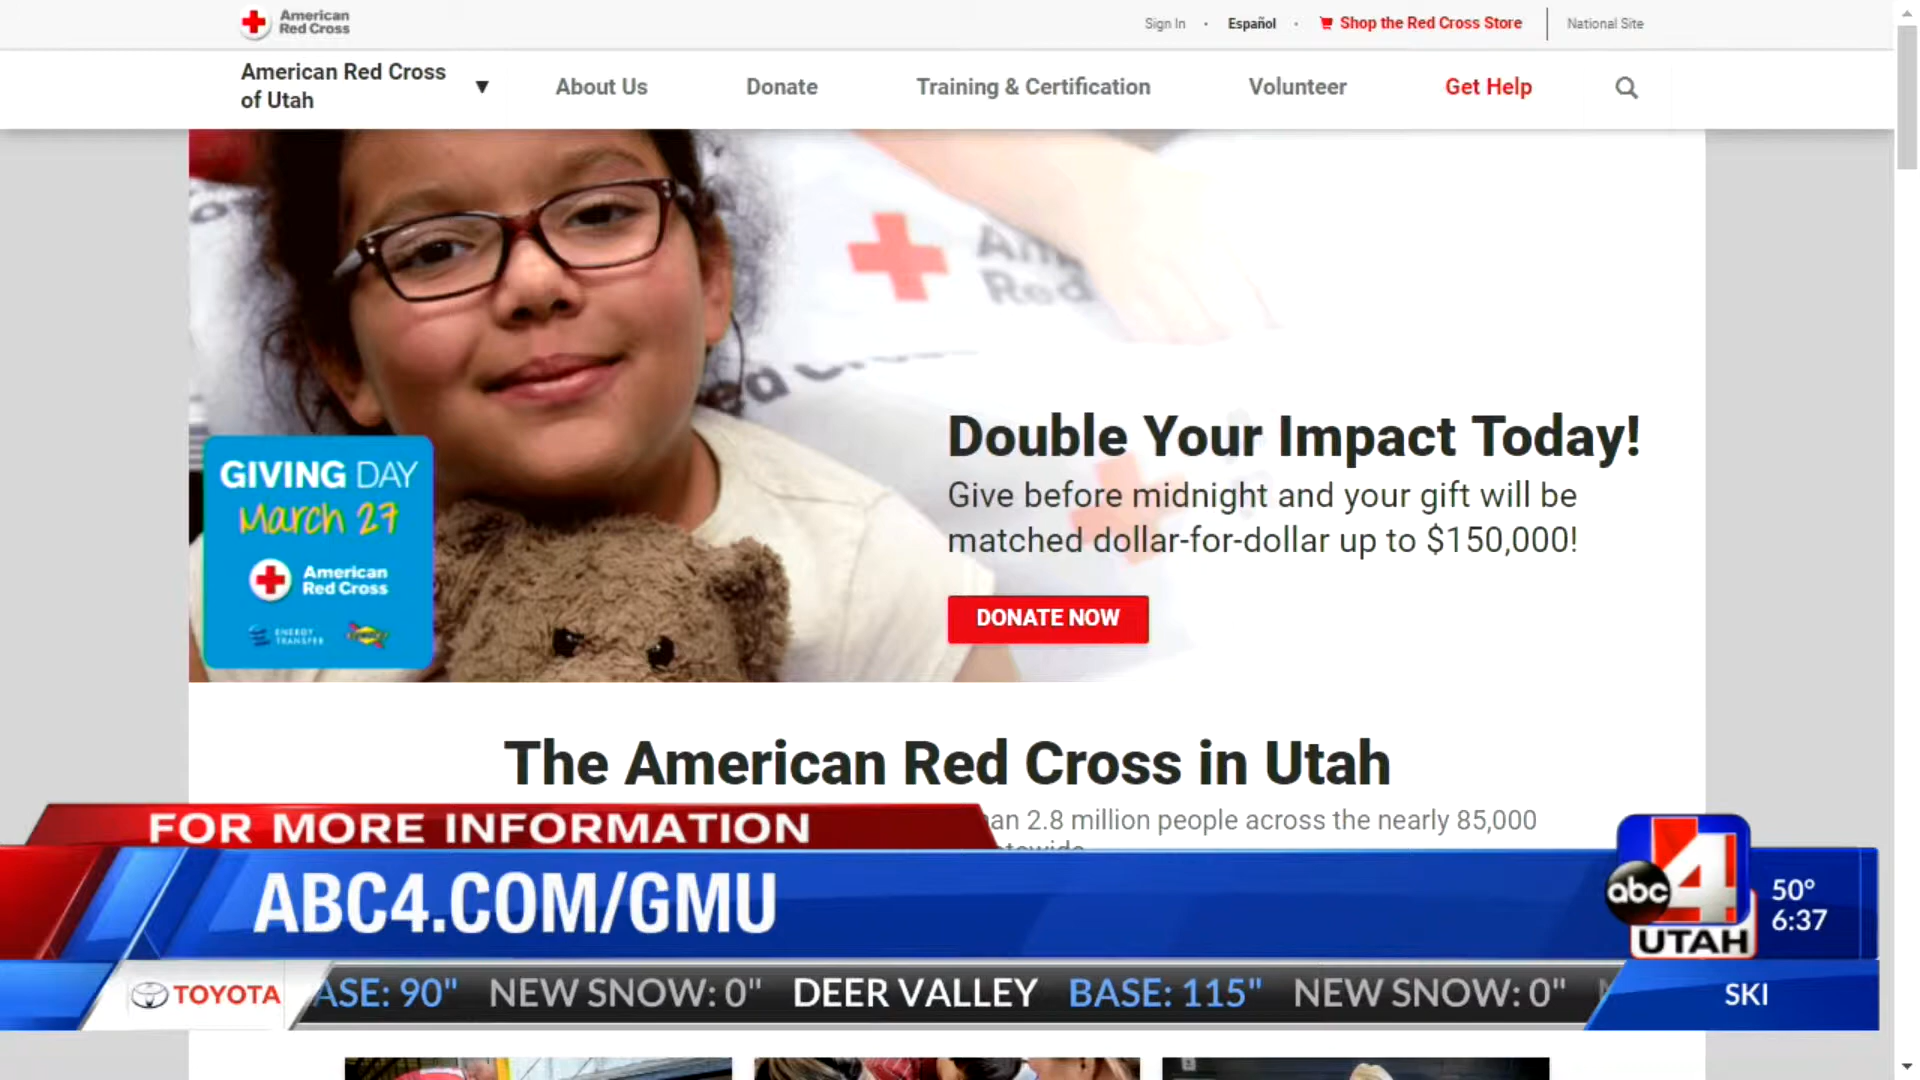 American
Red Cross
Sign In · Español · Shop the Red Cross Store National Site
American Red Cross
of Utah
About Us Donate Training & Certification Volunteer Get Help
Red
Double Your Impact Today!
Give before midnight and your gift will be
matched dollar-for-dollar up to $150,000!
DONATE NOW
GIVING DAY
March 27
American
Red Cross
ENERGY
TRANSFER
The American Red Cross in Utah
2.8 million people across the nearly 85,000
FOR MORE INFORMATION
ABC4.COM/GMU
abc 4
UTAH
50°
6:37
TOYOTA
ASE: 90" NEW SNOW: 0" DEER VALLEY BASE: 115" NEW SNOW: 0"
SKI